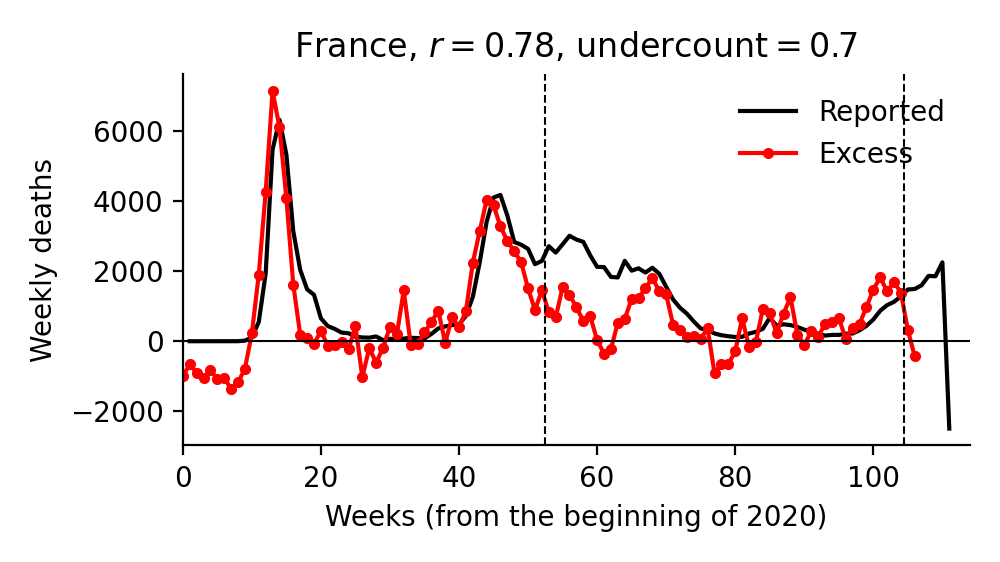 France, r = 0.78, undercount = 0.7
Reported
Excess
Weekly deaths
6000
4000
2000
0
−2000
0 20 40 60 80 100
Weeks (from the beginning of 2020)